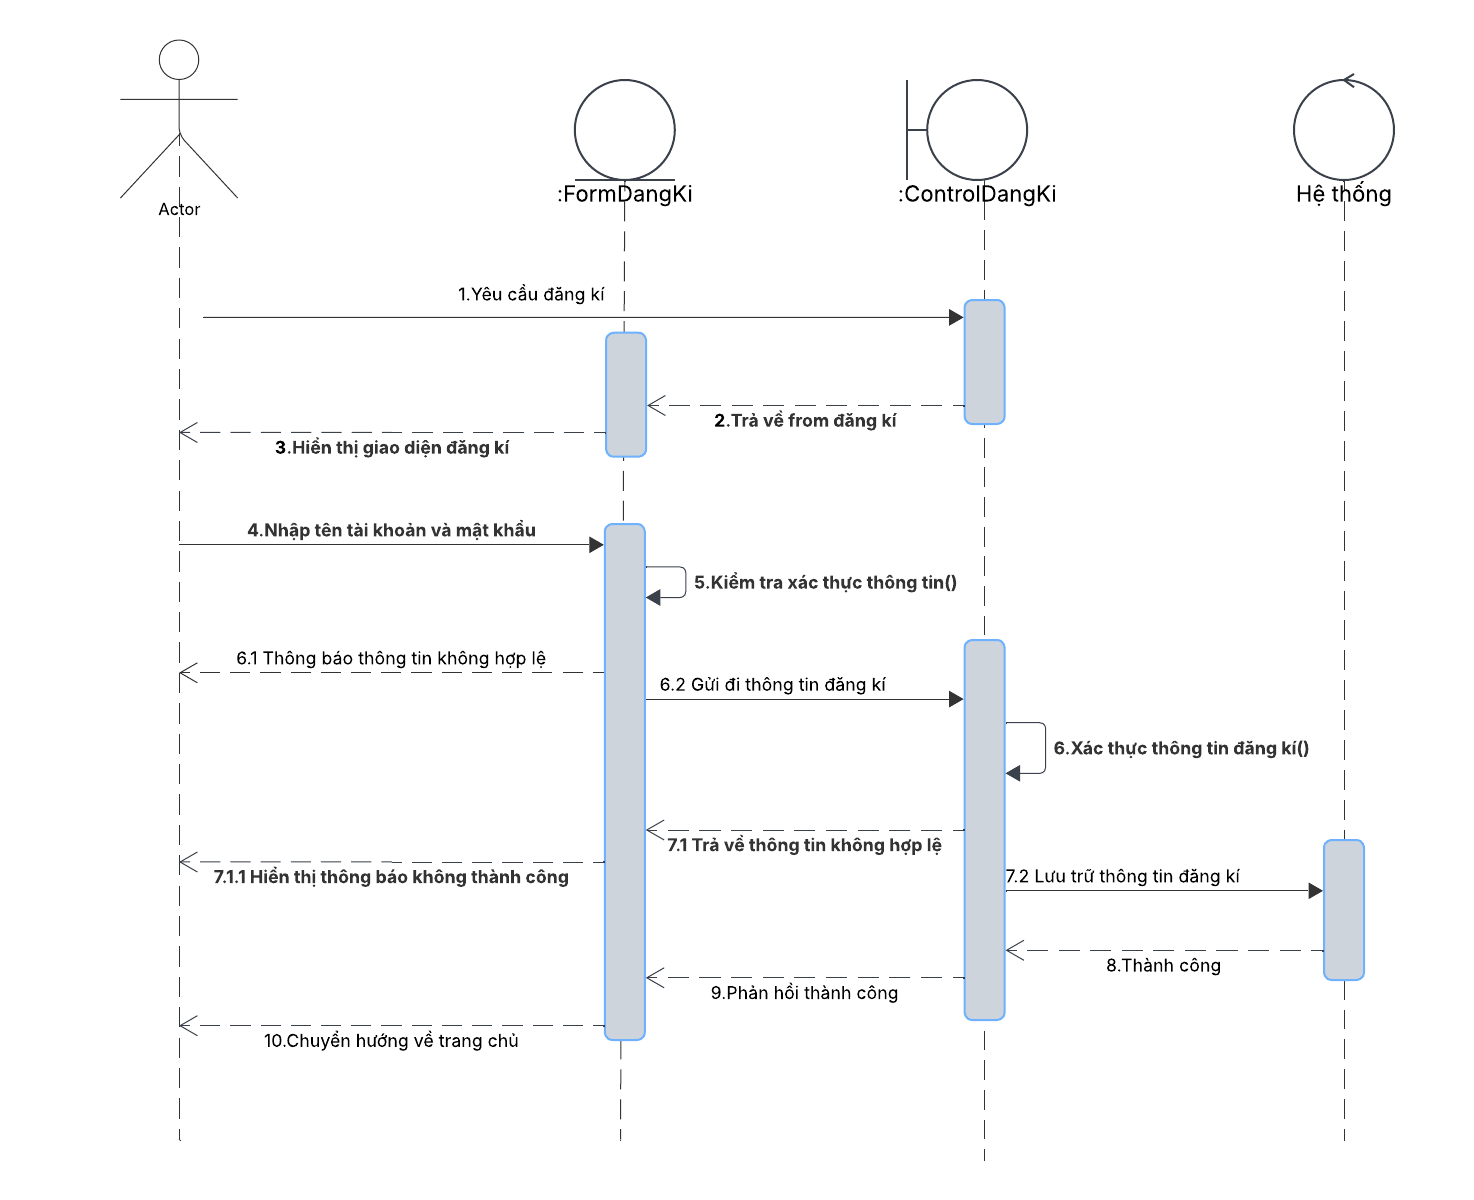 Actor
:FormDangKi
:ControlDangKi
Hệ thống
1.Yêu cầu đăng kí
2.Trả về from đăng kí
3.Hiển thị giao diện đăng kí
4.Nhập tên tài khoản và mật khẩu
5.Kiểm tra xác thực thông tin()
6.1 Thông báo thông tin không hợp lệ
6.2 Gửi đi thông tin đăng kí
6.Xác thực thông tin đăng kí()
7.1 Trả về thông tin không hợp lệ
7.1.1 Hiển thị thông báo không thành công
7.2 Lưu trữ thông tin đăng kí
8.Thành công
9.Phản hồi thành công
10.Chuyển hướng về trang chủ